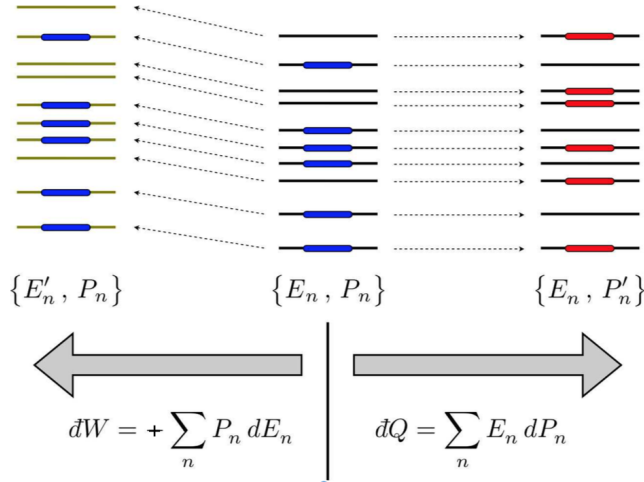 {E′ₙ , Pₙ} {Eₙ , Pₙ} {Eₙ , P′ₙ}
đW = + ∑ₙ Pₙ dEₙ đQ = ∑ₙ Eₙ dPₙ